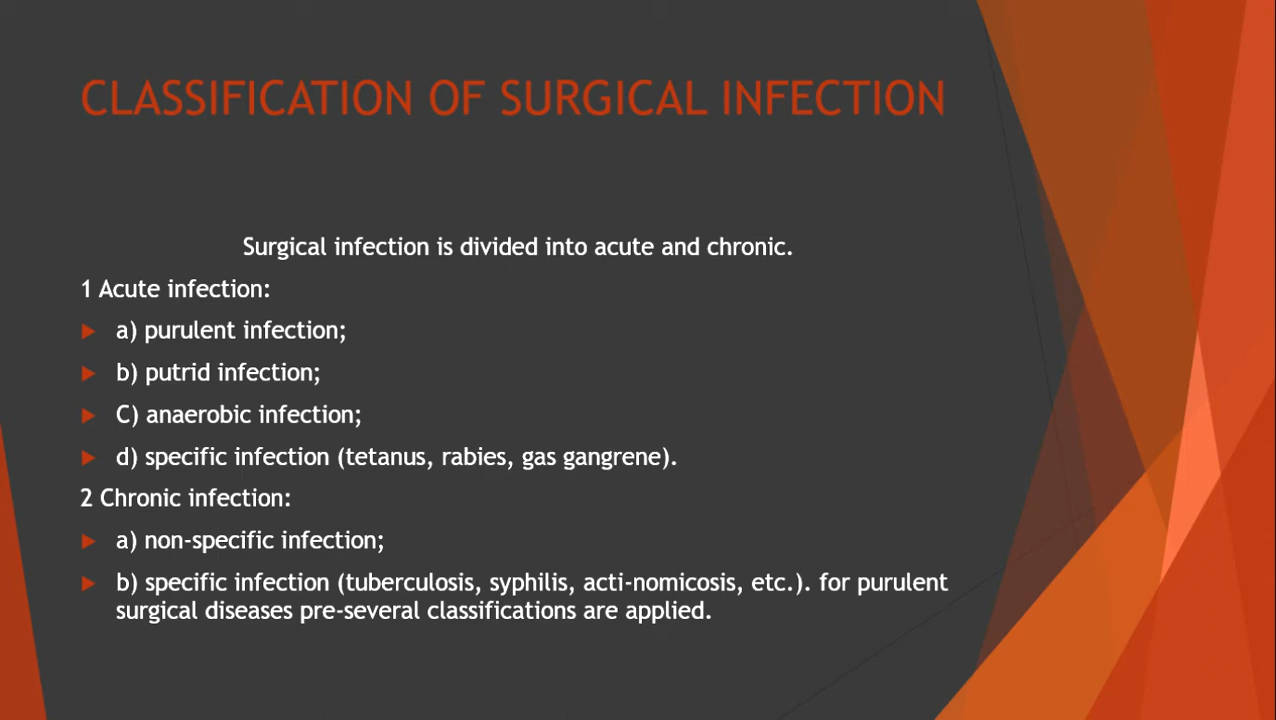 CLASSIFICATION OF SURGICAL INFECTION
Surgical infection is divided into acute and chronic.
1 Acute infection:
a) purulent infection;
b) putrid infection;
C) anaerobic infection;
d) specific infection (tetanus, rabies, gas gangrene).
2 Chronic infection:
a) non-specific infection;
b) specific infection (tuberculosis, syphilis, acti-nomicosis, etc.). for purulent
surgical diseases pre-several classifications are applied.